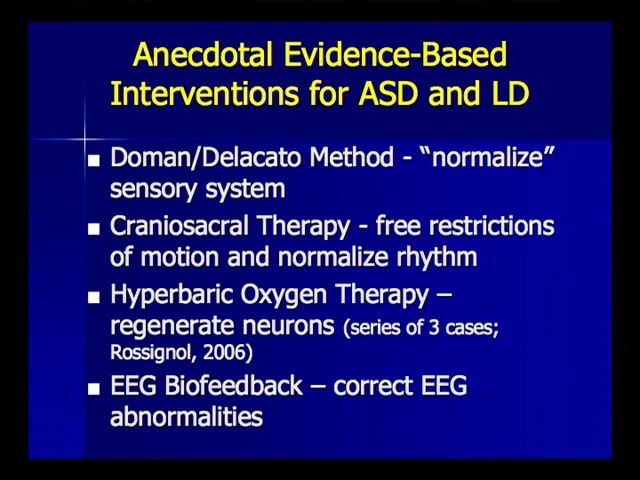 Anecdotal Evidence-Based
Interventions for ASD and LD
■ Doman/Delacato Method - “normalize”
sensory system
■ Craniosacral Therapy - free restrictions
of motion and normalize rhythm
■ Hyperbaric Oxygen Therapy –
regenerate neurons (series of 3 cases;
Rossignol, 2006)
■ EEG Biofeedback – correct EEG
abnormalities